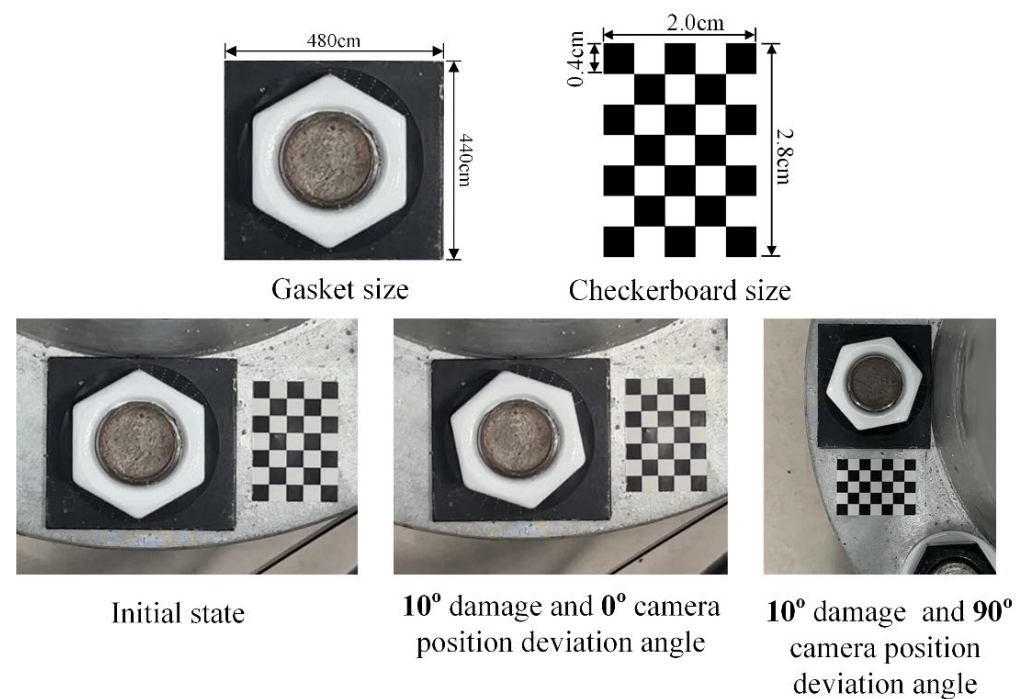 480cm
440cm
Gasket size
2.0cm
0.4cm
2.8cm
Checkerboard size
Initial state
10° damage and 0° camera
position deviation angle
10° damage and 90°
camera position
deviation angle